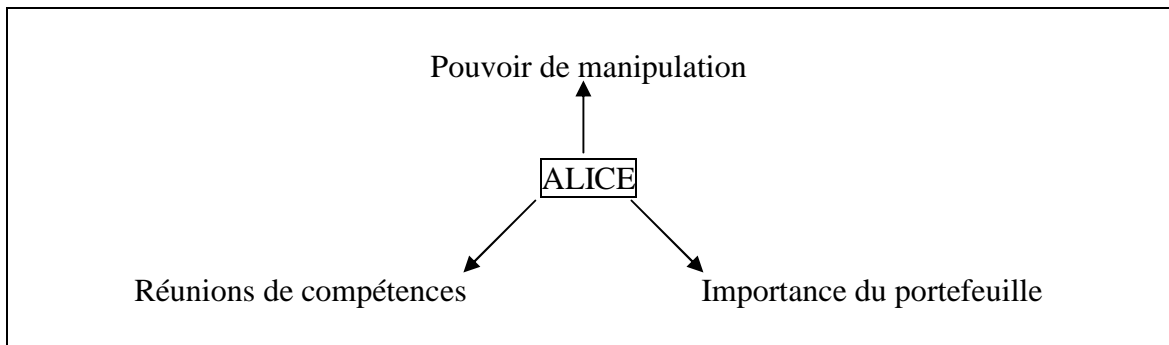 Pouvoir de manipulation
ALICE
Réunions de compétences
Importance du portefeuille